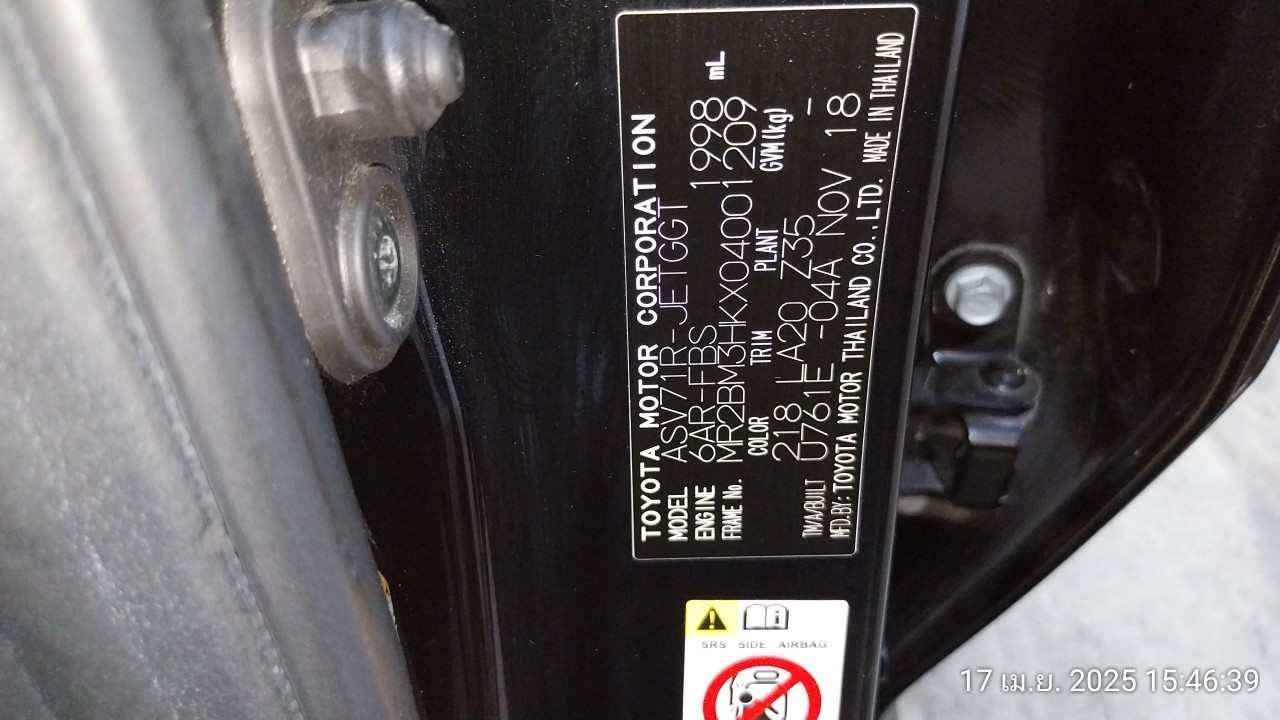 TOYOTA MOTOR CORPORATION
MODEL ASV71R-JETGGT
ENGINE 6AR-FBS 1998 mL
FRAME No. MR2BM3HKX04001209
COLOR TRIM PLANT GVM(kg)
218 LA20 Z35 -
TM/A/BUILT U761E -04A NOV 18
MFD.BY: TOYOTA MOTOR THAILAND CO.,LTD. MADE IN THAILAND
SRS SIDE AIRBAG
17 เม.ย. 2025 15:46:39